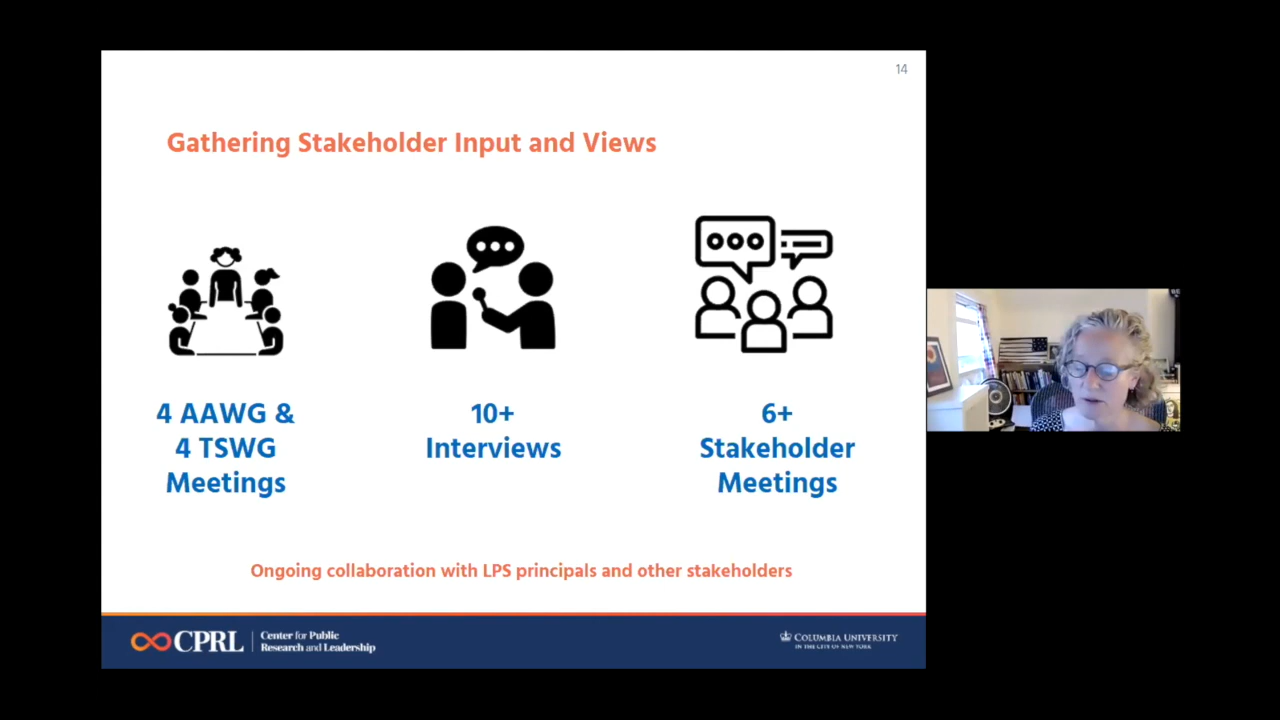 14
Gathering Stakeholder Input and Views
4 AAWG &
4 TSWG
Meetings
10+
Interviews
6+
Stakeholder
Meetings
Ongoing collaboration with LPS principals and other stakeholders
CPRL
Center for Public
Research and Leadership
COLUMBIA UNIVERSITY
IN THE CITY OF NEW YORK